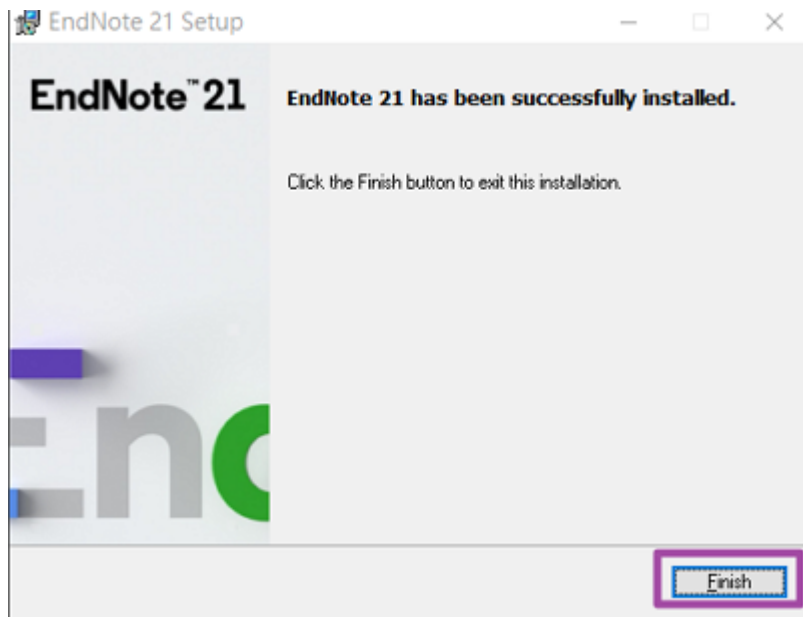 EndNote 21 Setup
EndNote™21
EndNote 21 has been successfully installed.
Click the Finish button to exit this installation.
End
Finish